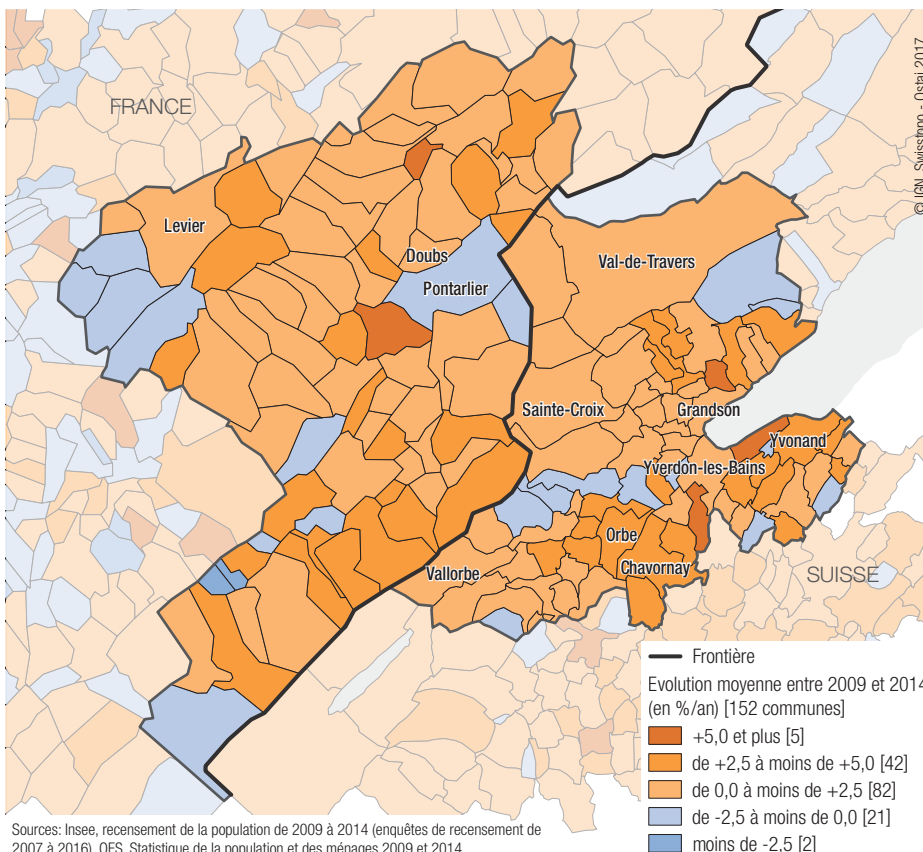 © IGN, Swisstopo - Ostaj 2017
FRANCE
Levier
Doubs
Pontarlier
Val-de-Travers
Sainte-Croix
Grandson
Yvonand
Yverdon-les-Bains
Orbe
Vallorbe
Chavornay
SUISSE
Frontière
Evolution moyenne entre 2009 et 2014
(en %/an) [152 communes]
+5,0 et plus [5]
de +2,5 à moins de +5,0 [42]
de 0,0 à moins de +2,5 [82]
de -2,5 à moins de 0,0 [21]
moins de -2,5 [2]
Sources: Insee, recensement de la population de 2009 à 2014 (enquêtes de recensement de
2007 à 2016), OFS, Statistique de la population et des ménages 2009 et 2014